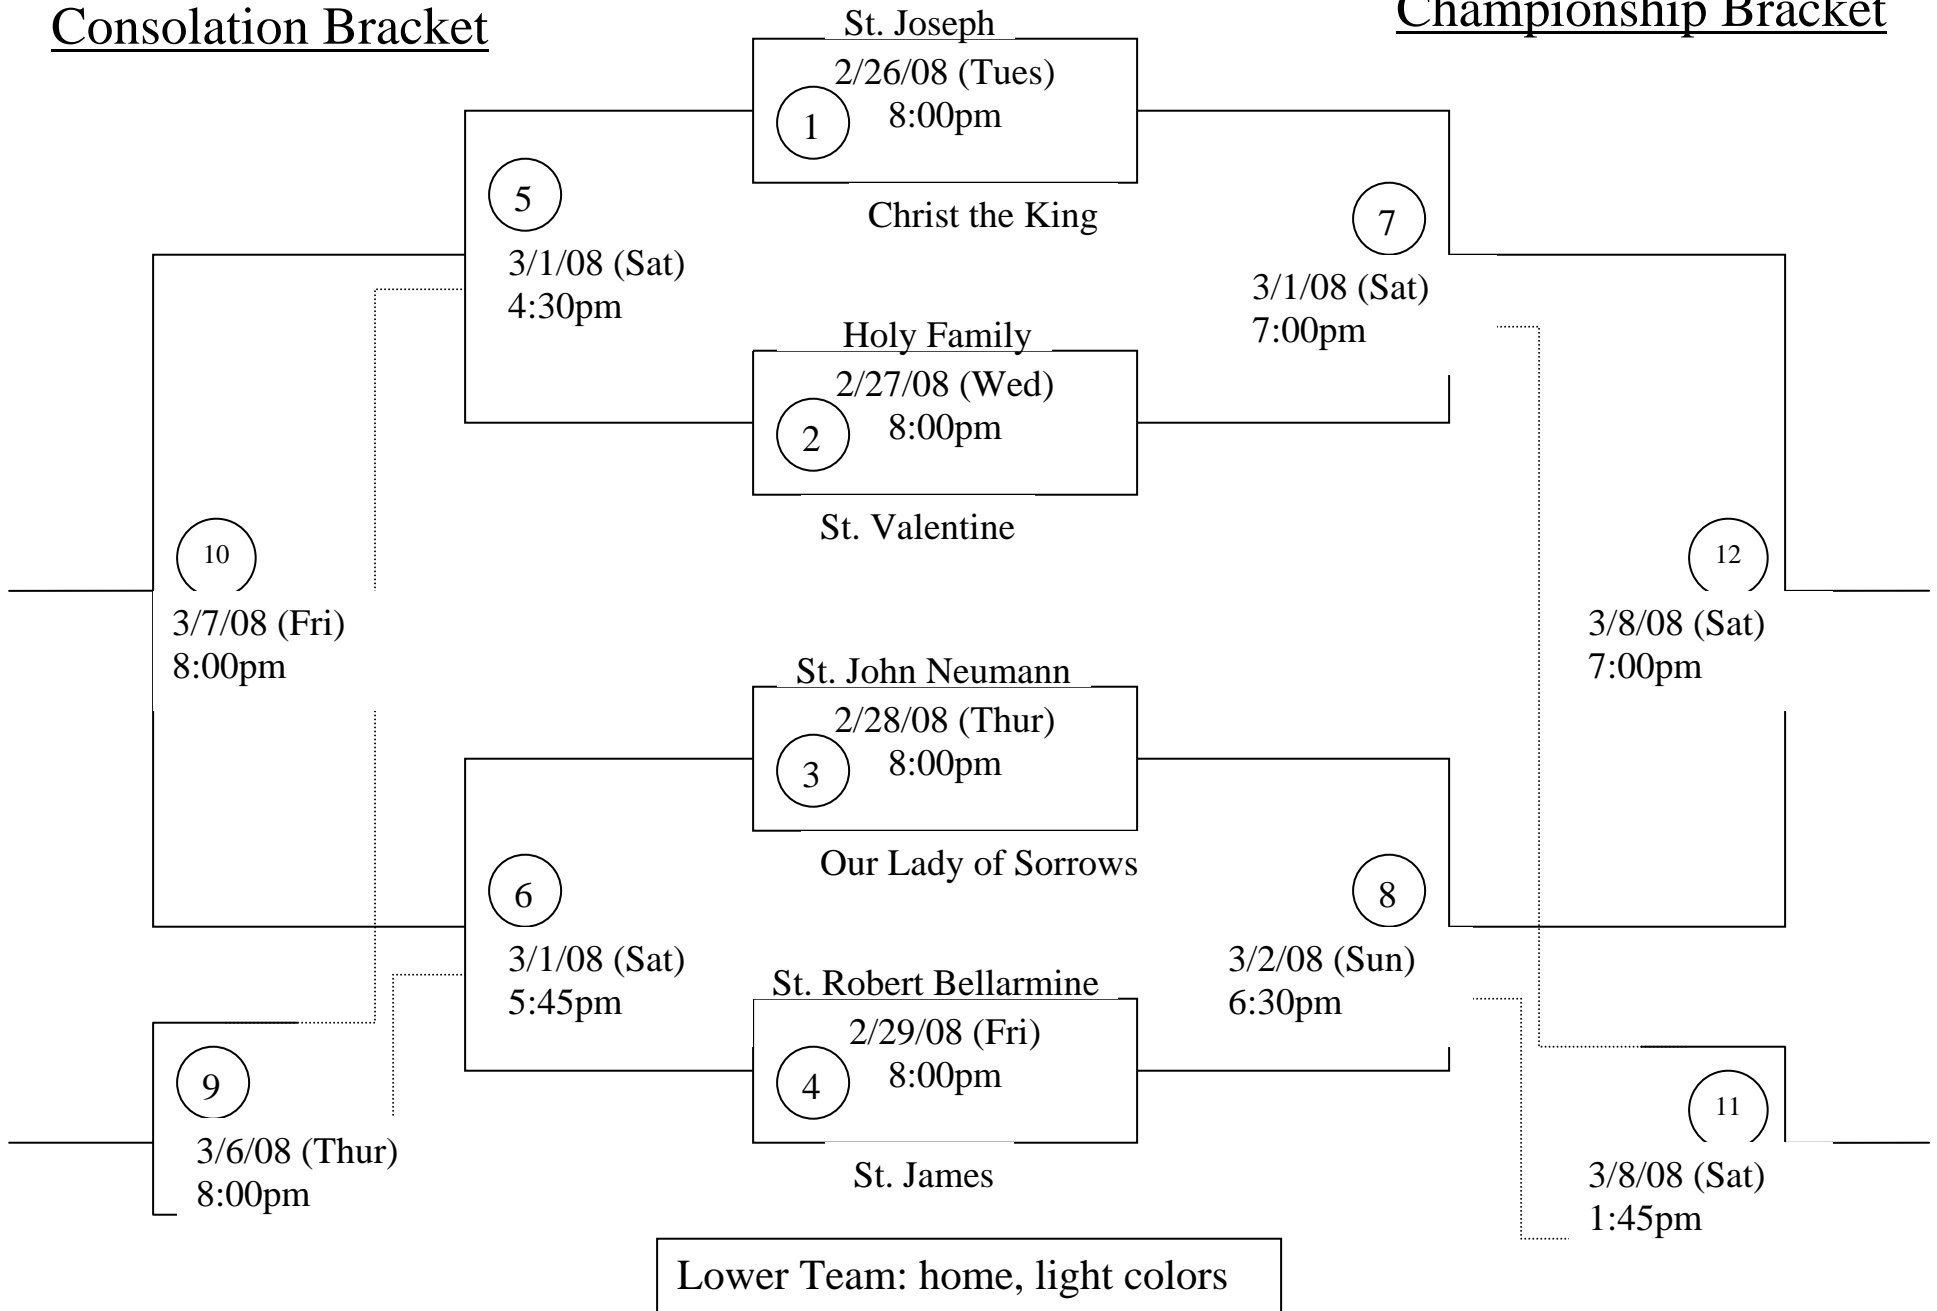 Consolation Bracket
Championship Bracket
St. Joseph
2/26/08 (Tues)
8:00pm
1
Christ the King
5
3/1/08 (Sat)
4:30pm
7
3/1/08 (Sat)
7:00pm
Holy Family
2/27/08 (Wed)
8:00pm
2
St. Valentine
10
3/7/08 (Fri)
8:00pm
12
3/8/08 (Sat)
7:00pm
St. John Neumann
2/28/08 (Thur)
8:00pm
3
Our Lady of Sorrows
6
3/1/08 (Sat)
5:45pm
8
3/2/08 (Sun)
6:30pm
St. Robert Bellarmine
2/29/08 (Fri)
8:00pm
4
St. James
9
3/6/08 (Thur)
8:00pm
11
3/8/08 (Sat)
1:45pm
Lower Team: home, light colors